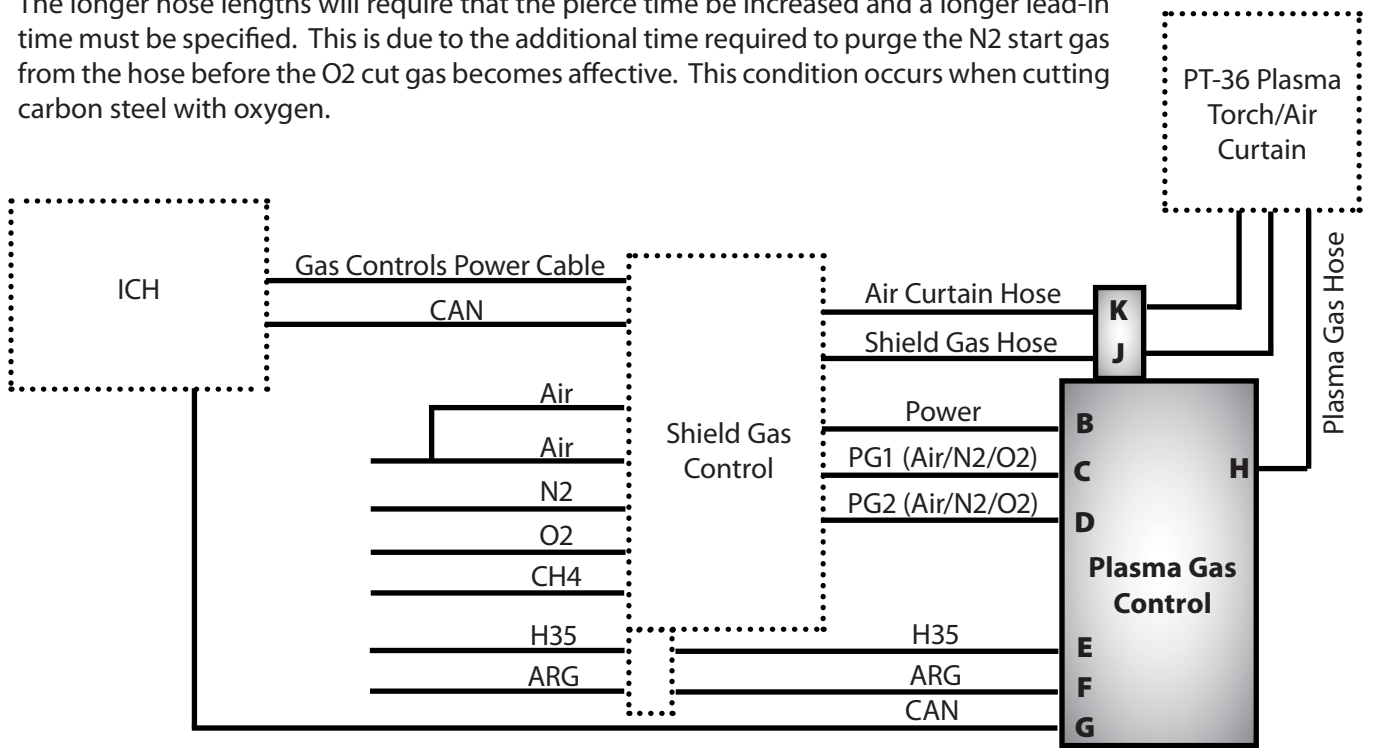 The longer hose lengths will require that the pierce time be increased and a longer lead-in
time must be specified. This is due to the additional time required to purge the N2 start gas
from the hose before the O2 cut gas becomes affective. This condition occurs when cutting
carbon steel with oxygen.
PT-36 Plasma
Torch/Air
Curtain
ICH
Gas Controls Power Cable
CAN
Air
Air
N2
O2
CH4
H35
ARG
Shield Gas
Control
Air Curtain Hose
Shield Gas Hose
Power
PG1 (Air/N2/O2)
PG2 (Air/N2/O2)
H35
ARG
CAN
K
J
B
C
D
E
F
G
H
Plasma Gas
Control
Plasma Gas Hose